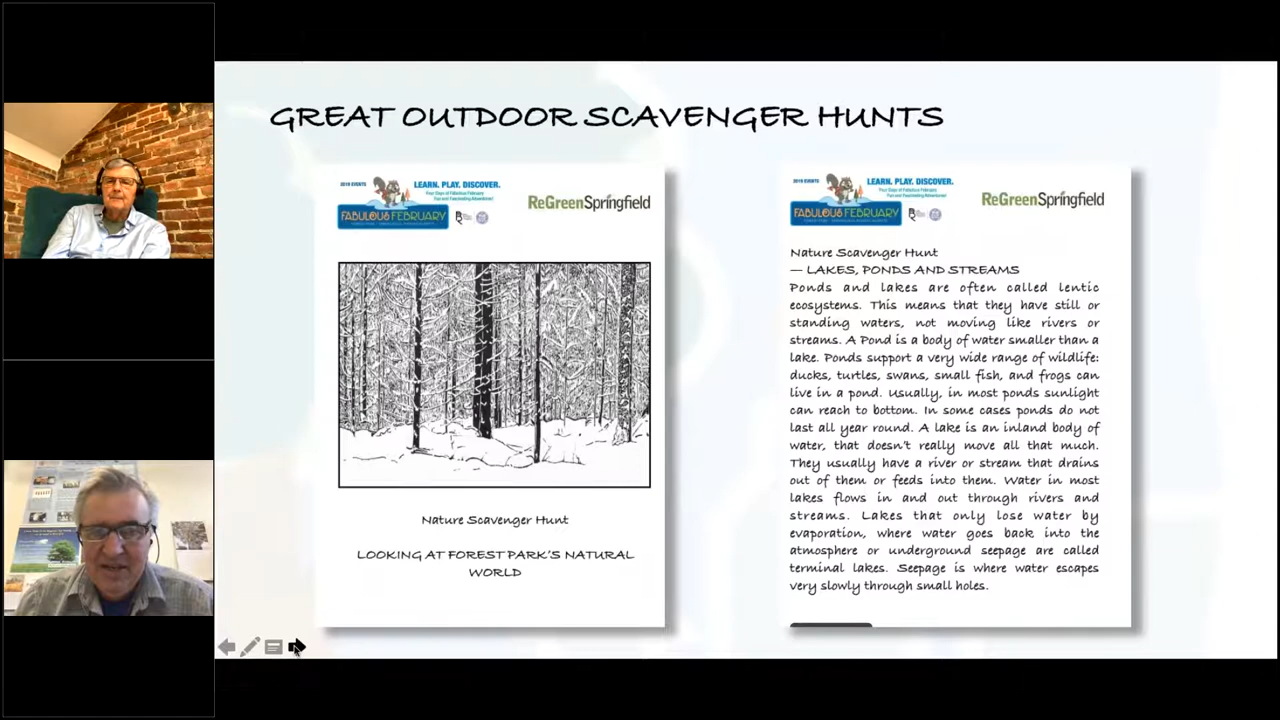 GREAT OUTDOOR SCAVENGER HUNTS
2019 EVENTS
LEARN. PLAY. DISCOVER.
Four Days of Fabulous February
Fun and Fascinating Adventures!
FABULOUS FEBRUARY
ReGreenSpringfield
Nature Scavenger Hunt
LOOKING AT FOREST PARK'S NATURAL
WORLD
2019 EVENTS
LEARN. PLAY. DISCOVER.
Four Days of Fabulous February
Fun and Fascinating Adventures!
FABULOUS FEBRUARY
ReGreenSpringfield
Nature Scavenger Hunt
— LAKES, PONDS AND STREAMS
Ponds and lakes are often called lentic
ecosystems. This means that they have still or
standing waters, not moving like rivers or
streams. A Pond is a body of water smaller than a
lake. Ponds support a very wide range of wildlife:
ducks, turtles, swans, small fish, and frogs can
live in a pond. Usually, in most ponds sunlight
can reach to bottom. In some cases ponds do not
last all year round. A lake is an inland body of
water, that doesn't really move all that much.
They usually have a river or stream that drains
out of them or feeds into them. Water in most
lakes flows in and out through rivers and
streams. Lakes that only lose water by
evaporation, where water goes back into the
atmosphere or underground seepage are called
terminal lakes. Seepage is where water escapes
very slowly through small holes.